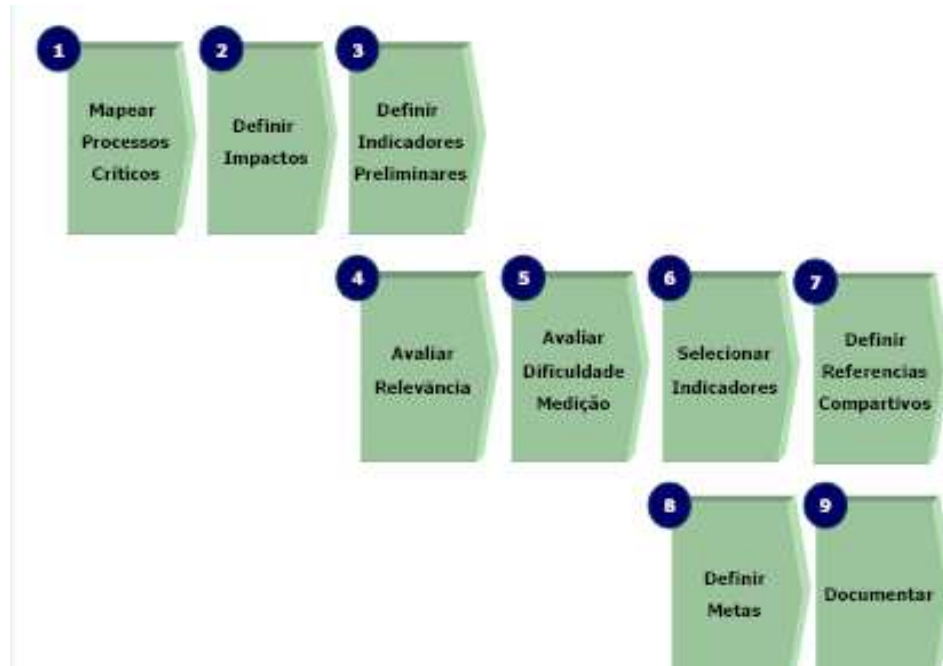 1
Mapear
Processos
Críticos
2
Definir
Impactos
3
Definir
Indicadores
Preliminares
4
Avaliar
Relevância
5
Avaliar
Dificuldade
Medição
6
Selecionar
Indicadores
7
Definir
Referencias
Compartivos
8
Definir
Metas
9
Documentar